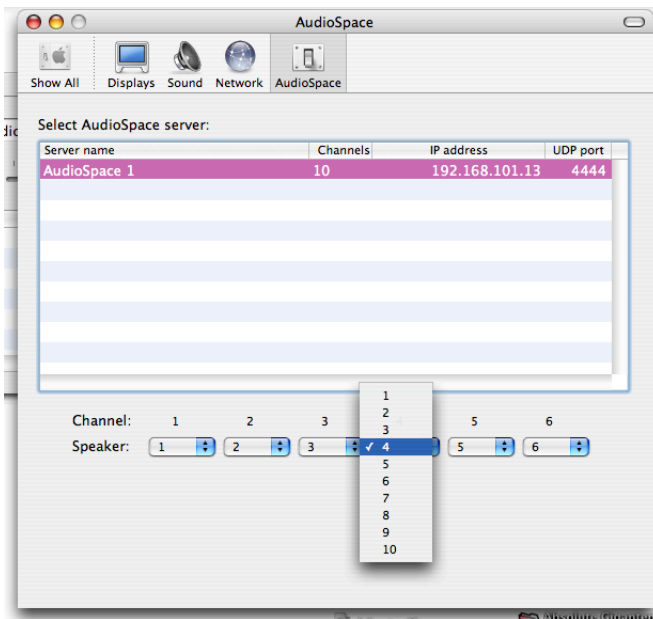 AudioSpace
Show All Displays Sound Network AudioSpace
Select AudioSpace server:
Server name Channels IP address UDP port
AudioSpace 1 10 192.168.101.13 4444
Channel: 1 2 3 5 6
Speaker: 1 2 3 ✓ 4 5 6
1
2
3
5
6
7
8
9
10